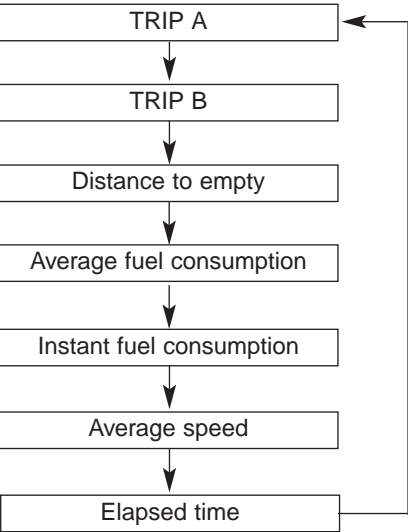 TRIP A
TRIP B
Distance to empty
Average fuel consumption
Instant fuel consumption
Average speed
Elapsed time